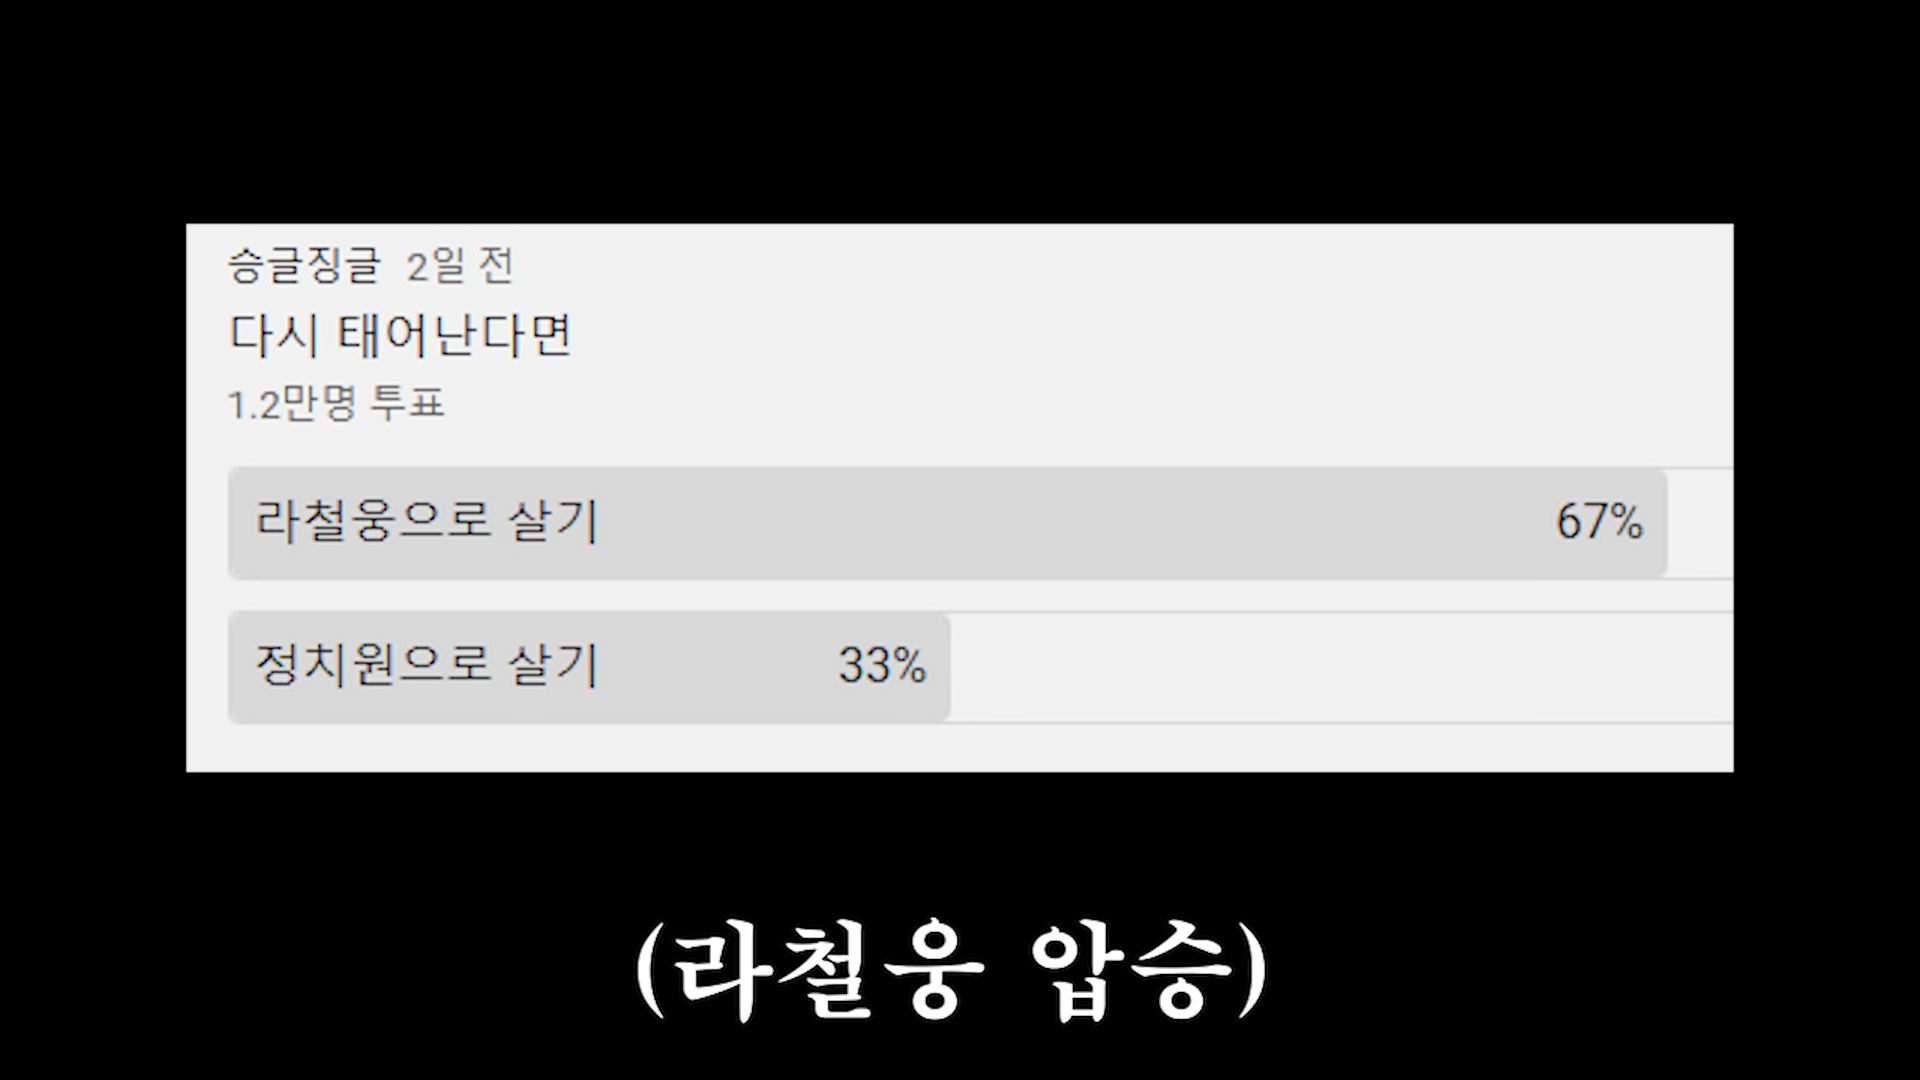 승글징글 2일 전
다시 태어난다면
1.2만명 투표
라철웅으로 살기 67%
정치원으로 살기 33%
(라철웅 압승)